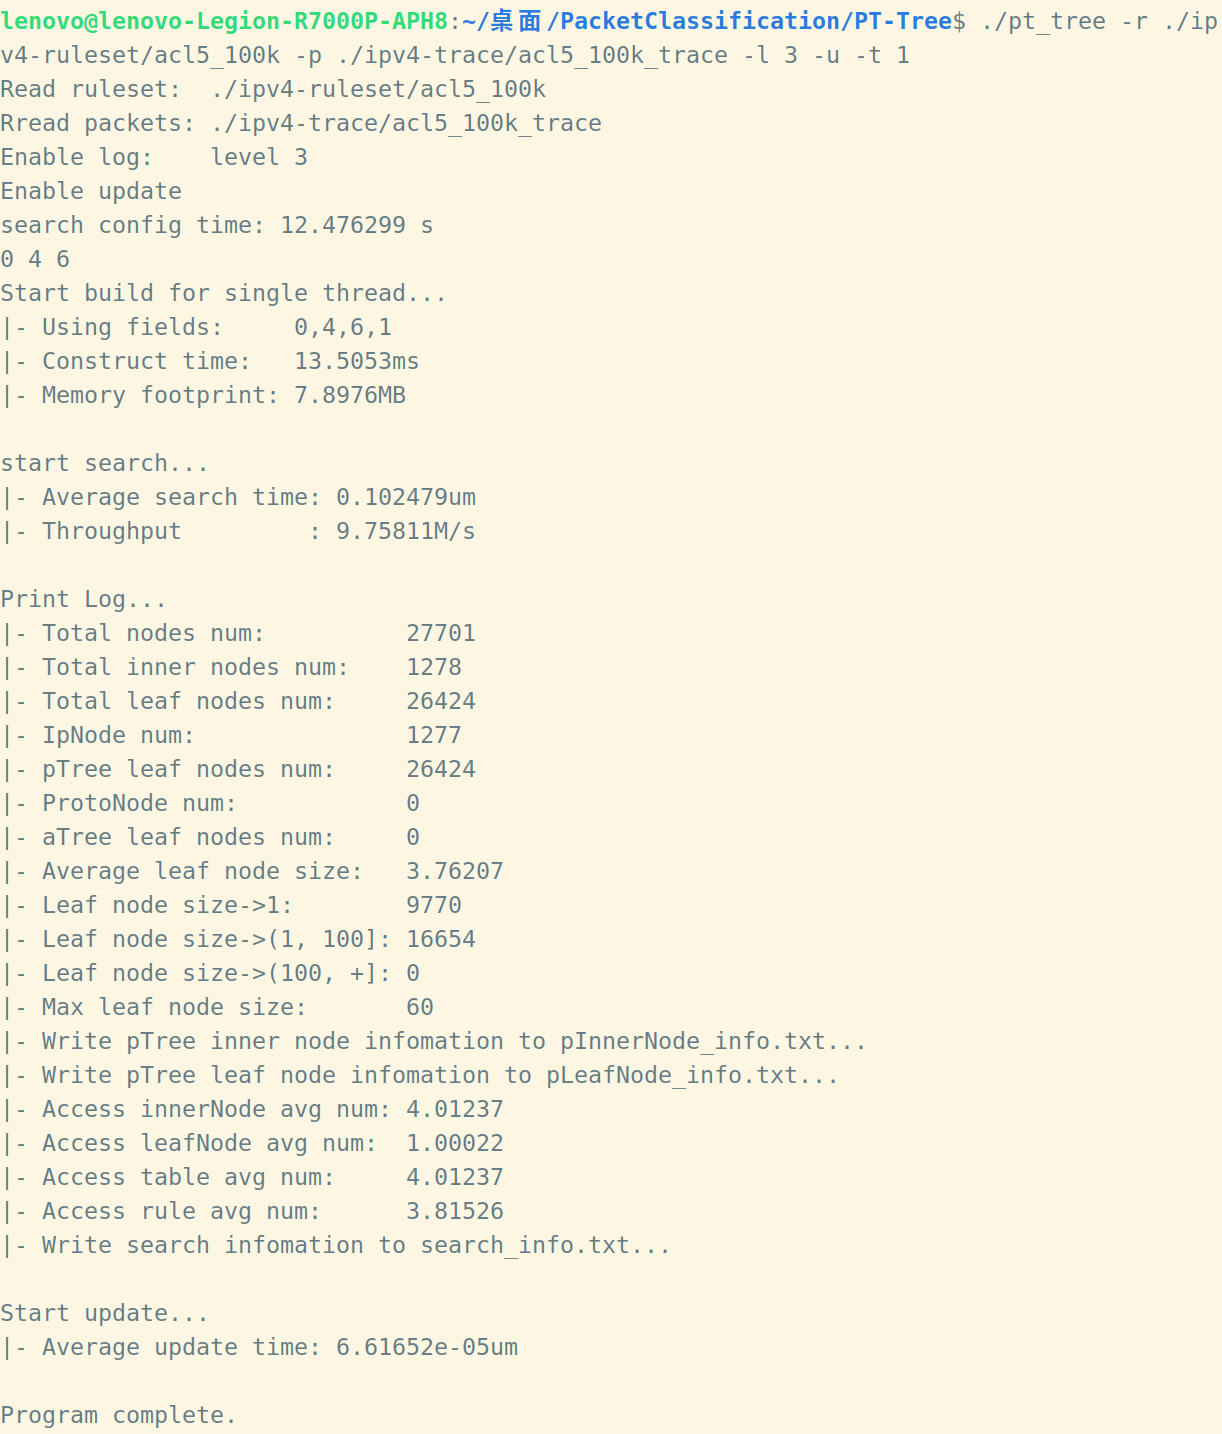 lenovo@lenovo-Legion-R7000P-APH8:~/桌面/PacketClassification/PT-Tree$ ./pt_tree -r ./ip
v4-ruleset/acl5_100k -p ./ipv4-trace/acl5_100k_trace -l 3 -u -t 1
Read ruleset:  ./ipv4-ruleset/acl5_100k
Rread packets: ./ipv4-trace/acl5_100k_trace
Enable log:    level 3
Enable update
search config time: 12.476299 s
0 4 6
Start build for single thread...
|- Using fields:     0,4,6,1
|- Construct time:   13.5053ms
|- Memory footprint: 7.8976MB

start search...
|- Average search time: 0.102479um
|- Throughput         : 9.75811M/s

Print Log...
|- Total nodes num:          27701
|- Total inner nodes num:    1278
|- Total leaf nodes num:     26424
|- IpNode num:               1277
|- pTree leaf nodes num:     26424
|- ProtoNode num:            0
|- aTree leaf nodes num:     0
|- Average leaf node size:   3.76207
|- Leaf node size->1:        9770
|- Leaf node size->(1, 100]: 16654
|- Leaf node size->(100, +]: 0
|- Max leaf node size:       60
|- Write pTree inner node infomation to pInnerNode_info.txt...
|- Write pTree leaf node infomation to pLeafNode_info.txt...
|- Access innerNode avg num: 4.01237
|- Access leafNode avg num:  1.00022
|- Access table avg num:     4.01237
|- Access rule avg num:      3.81526
|- Write search infomation to search_info.txt...

Start update...
|- Average update time: 6.61652e-05um

Program complete.